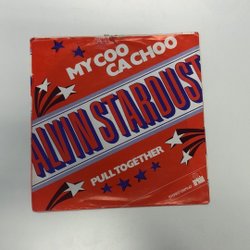 MY COO
CA CHOO
ALVIN STARDUST
PULL TOGETHER